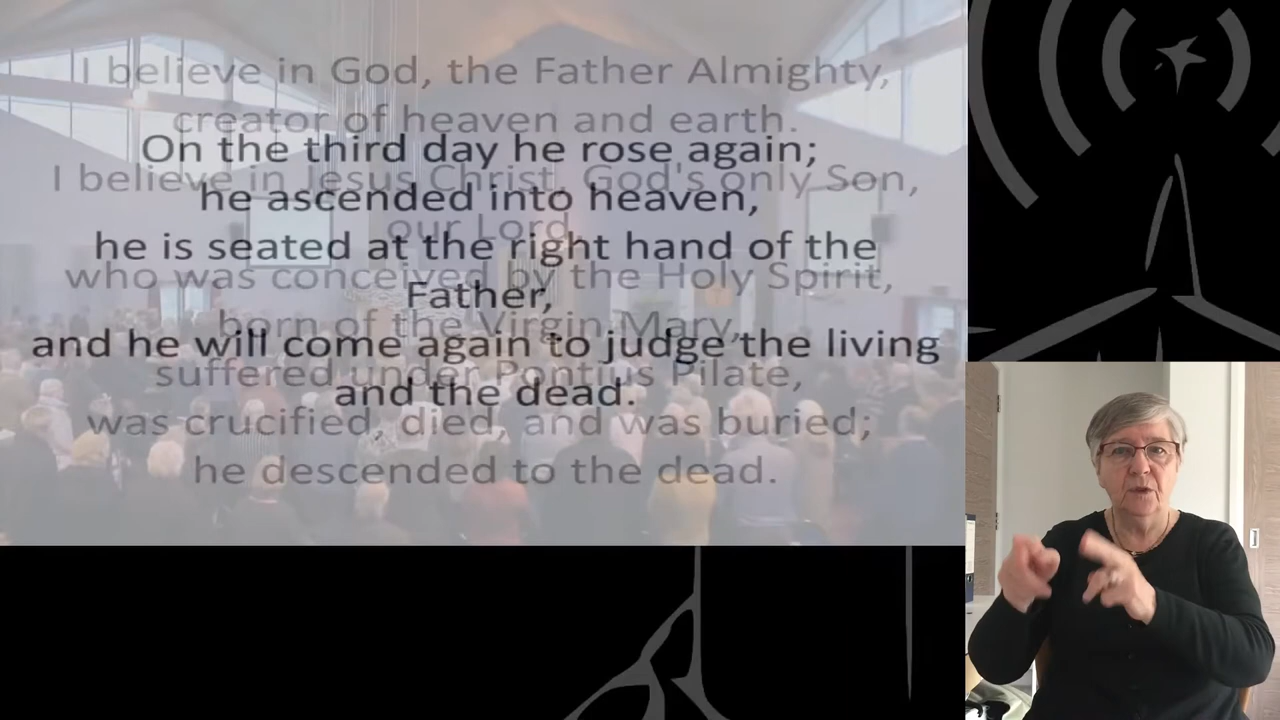 I believe in God, the Father Almighty,
creator of heaven and earth.
On the third day he rose again;
I believe in Jesus Christ, God's only Son,
he ascended into heaven,
our Lord,
he is seated at the right hand of the
who was conceived by the Holy Spirit,
Father,
born of the Virgin Mary,
and he will come again to judge the living
suffered under Pontius Pilate,
and the dead.
was crucified, died, and was buried;
he descended to the dead.